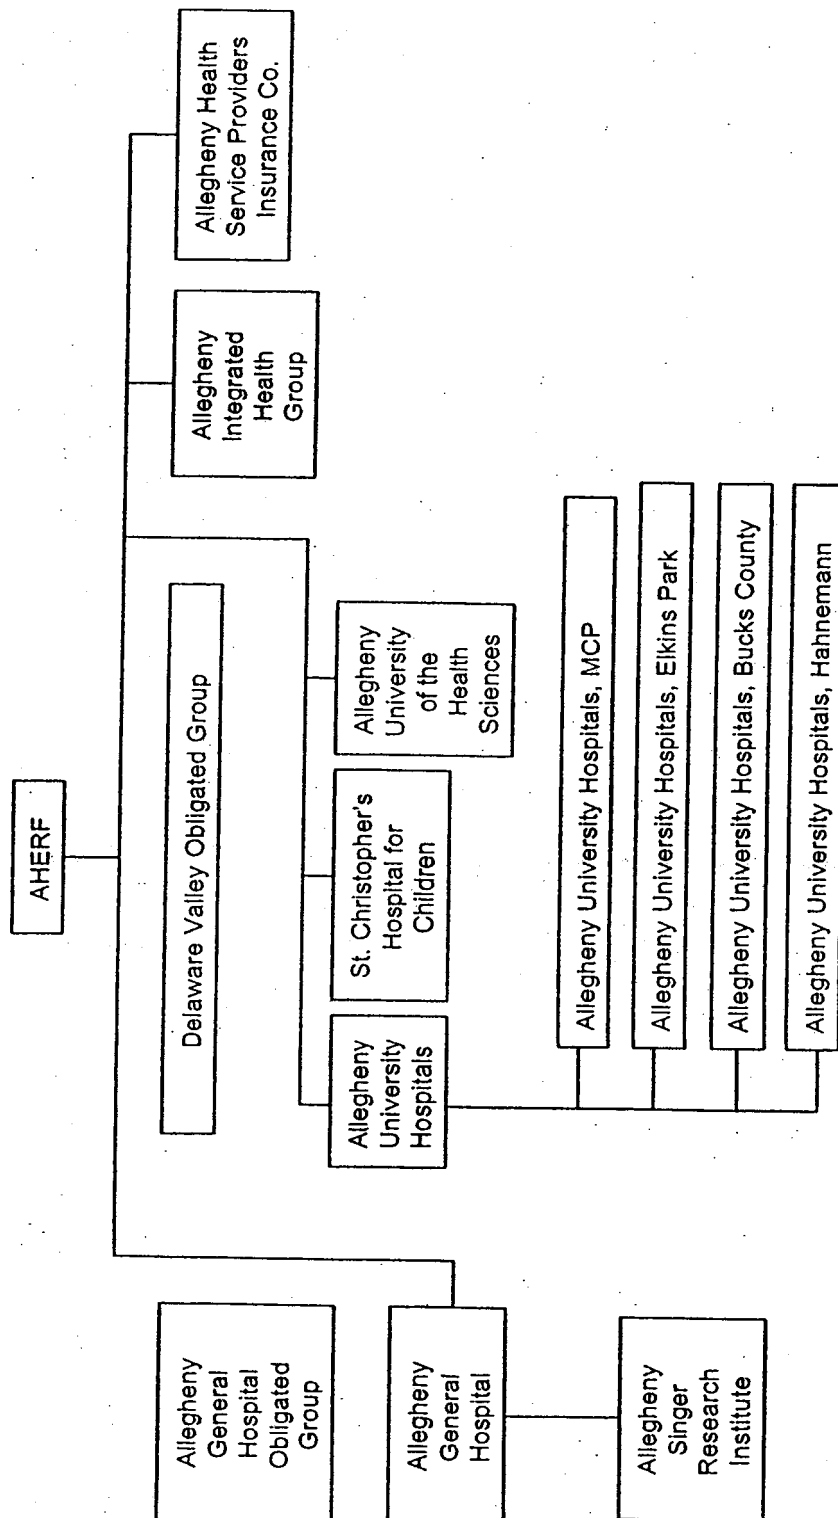 AHERF
Allegheny
General
Hospital
Obligated
Group
Delaware Valley Obligated Group
Allegheny
Integrated
Health
Group
Allegheny Health
Service Providers
Insurance Co.
Allegheny
General
Hospital
Allegheny
University
Hospitals
St. Christopher's
Hospital for
Children
Allegheny
University
of the
Health
Sciences
Allegheny
Singer
Research
Institute
Allegheny University Hospitals, MCP
Allegheny University Hospitals, Elkins Park
Allegheny University Hospitals, Bucks County
Allegheny University Hospitals, Hahnemann